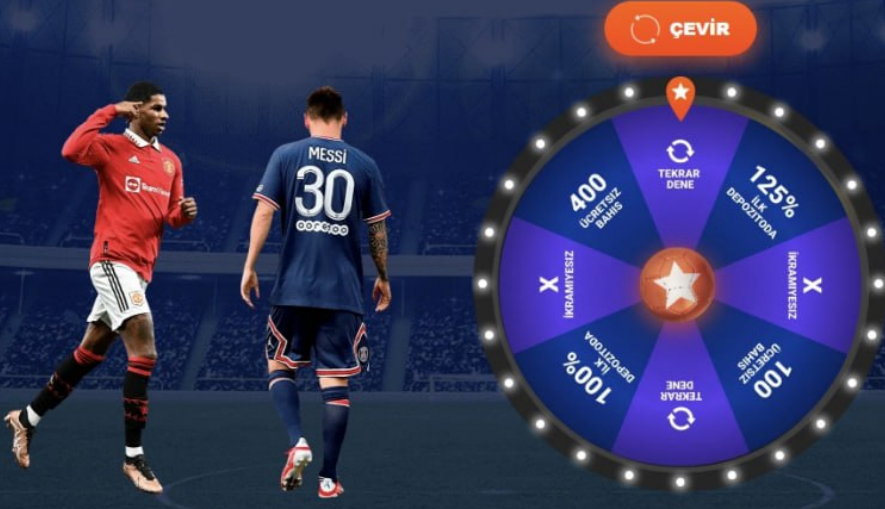 ÇEVİR
MESSİ
30
ooredoo
TEKRAR
DENE
125%
İLK
DEPOZİTODA
X
İKRAMİYESİZ
100
ÜCRETSİZ
BAHİS
TEKRAR
DENE
100%
İLK
DEPOZİTODA
X
İKRAMİYESİZ
400
ÜCRETSİZ
BAHİS